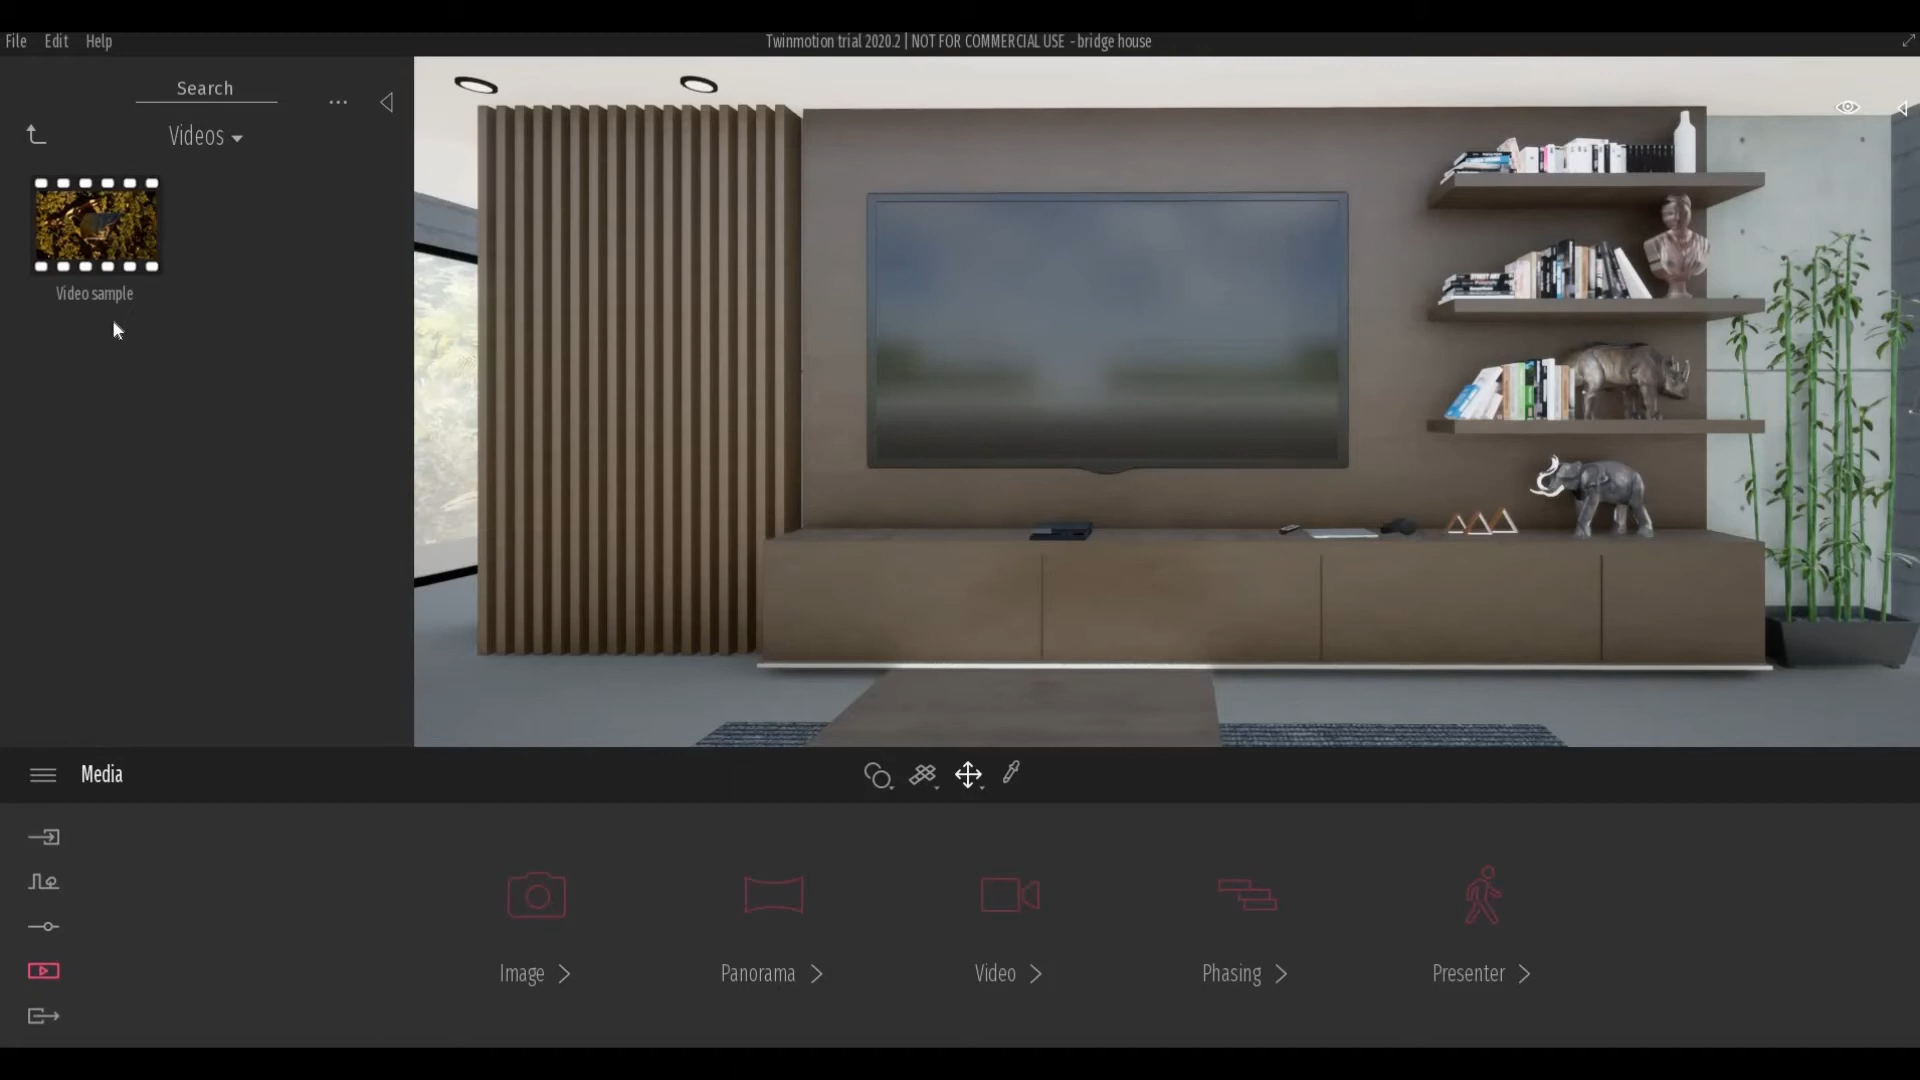 File Edit Help
Twinmotion trial 2020.2 | NOT FOR COMMERCIAL USE - bridge house
Search
...
Videos
Video sample
Media
Image
Panorama
Video
Phasing
Presenter